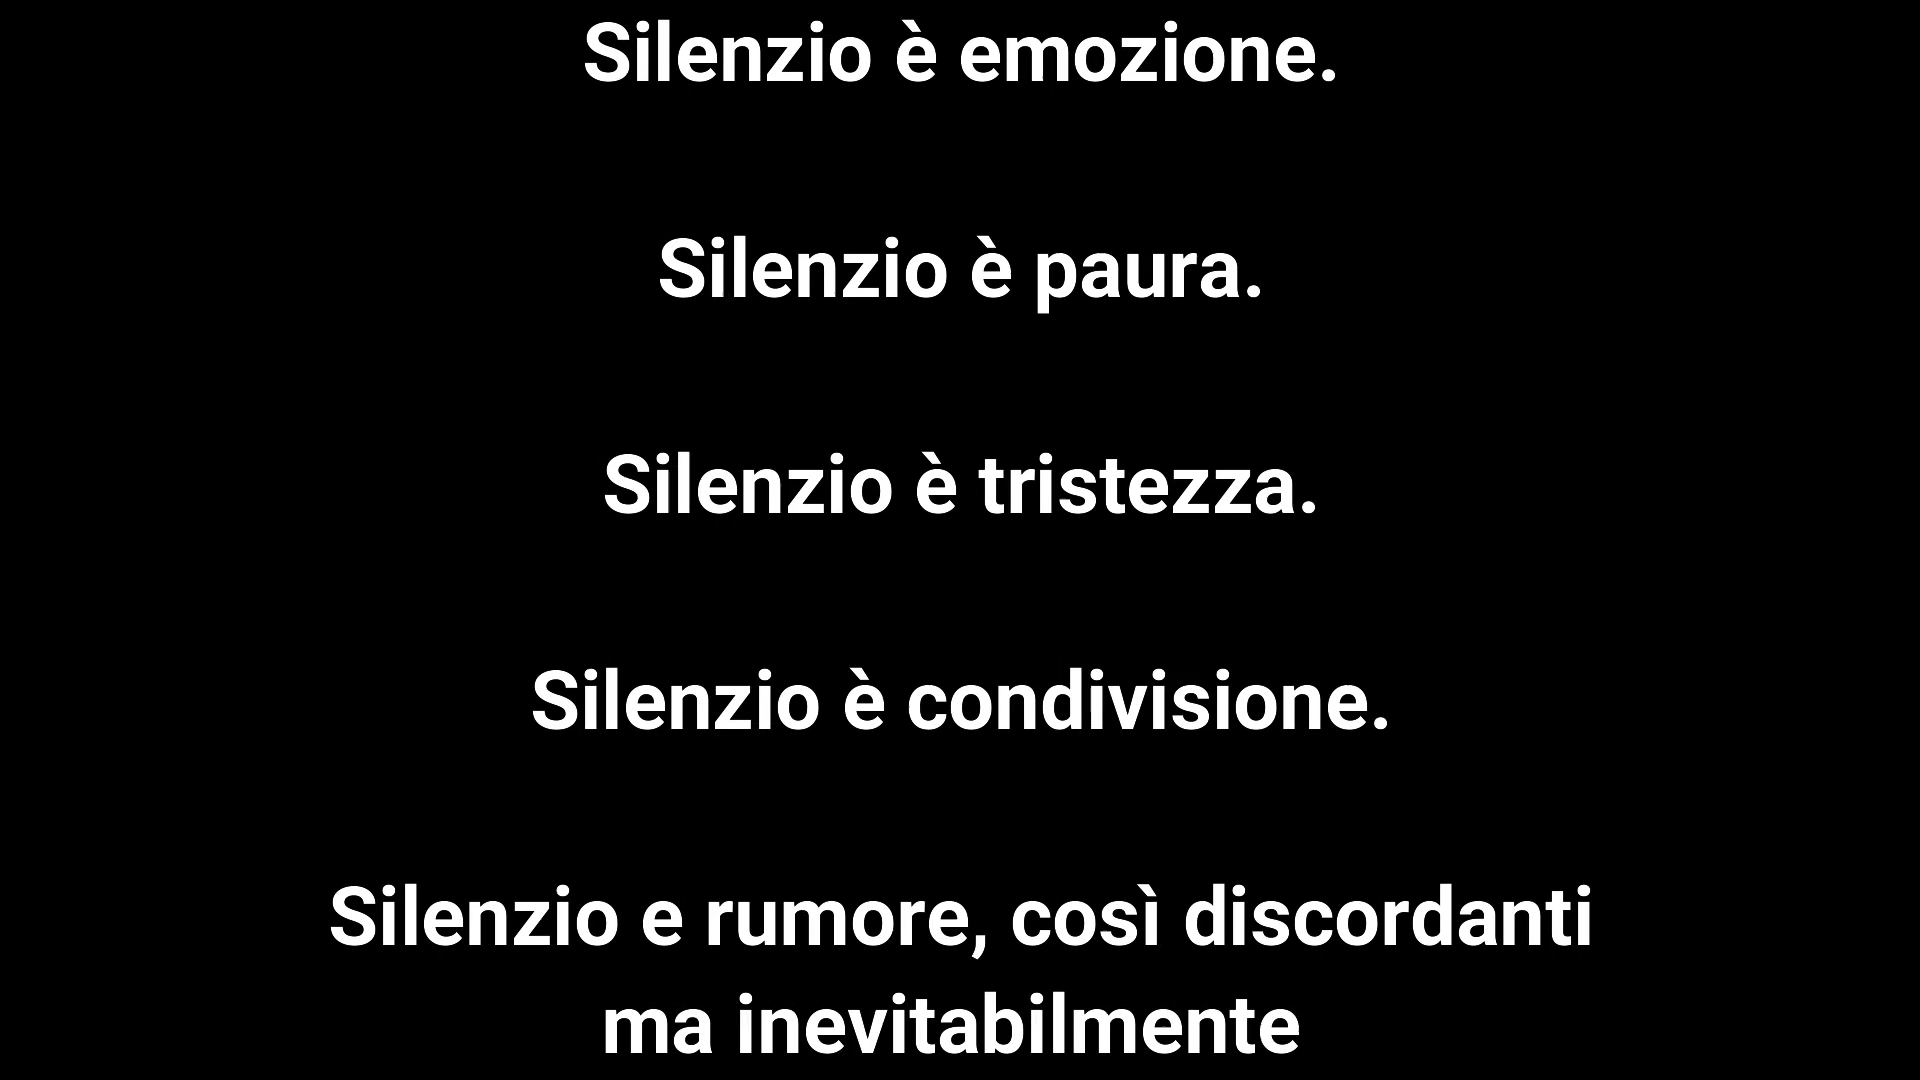 Silenzio è emozione.
Silenzio è paura.
Silenzio è tristezza.
Silenzio è condivisione.
Silenzio e rumore, così discordanti
ma inevitabilmente